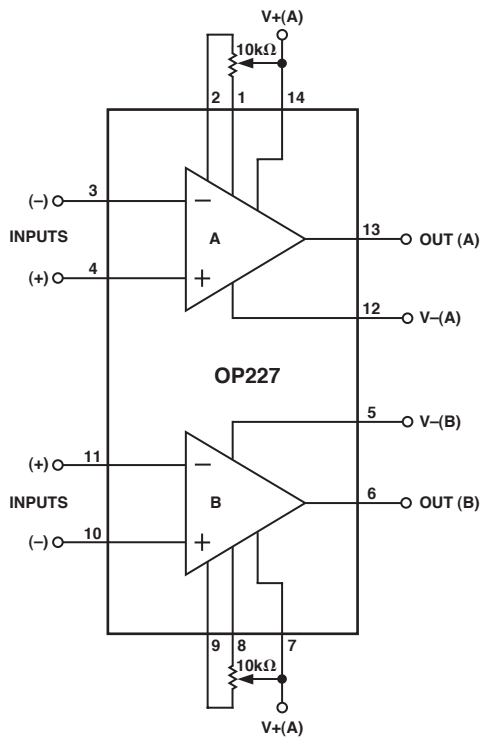 V+(A)
10kΩ
2 1 14
3
(–)
−
INPUTS
A
13
OUT (A)
4
(+)
+
12
V–(A)
OP227
5
V–(B)
11
(+)
−
INPUTS
B
6
OUT (B)
10
(–)
+
9 8 7
10kΩ
V+(A)